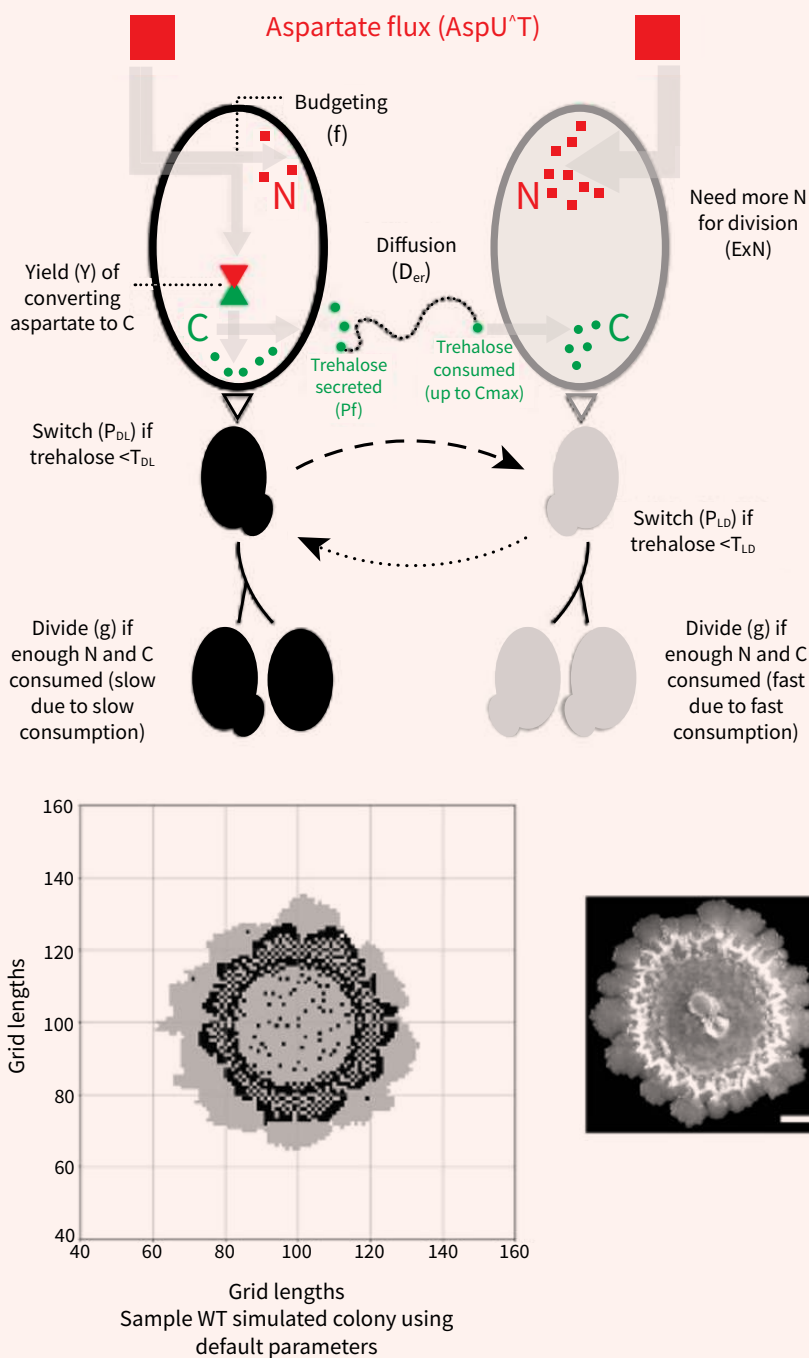 Aspartate flux (AspU^T)
Budgeting
(f)
N
N
Need more N
for division
(ExN)
Diffusion
(Der)
Yield (Y) of
converting
aspartate to C
C
C
Trehalose
secreted
(Pf)
Trehalose
consumed
(up to Cmax)
Switch (PDL) if
trehalose <TDL
Switch (PLD) if
trehalose <TLD
Divide (g) if
enough N and C
consumed (slow
due to slow
consumption)
Divide (g) if
enough N and C
consumed (fast
due to fast
consumption)
160
140
120
100
80
60
40
Grid lengths
40 60 80 100 120 140 160
Grid lengths
Sample WT simulated colony using
default parameters